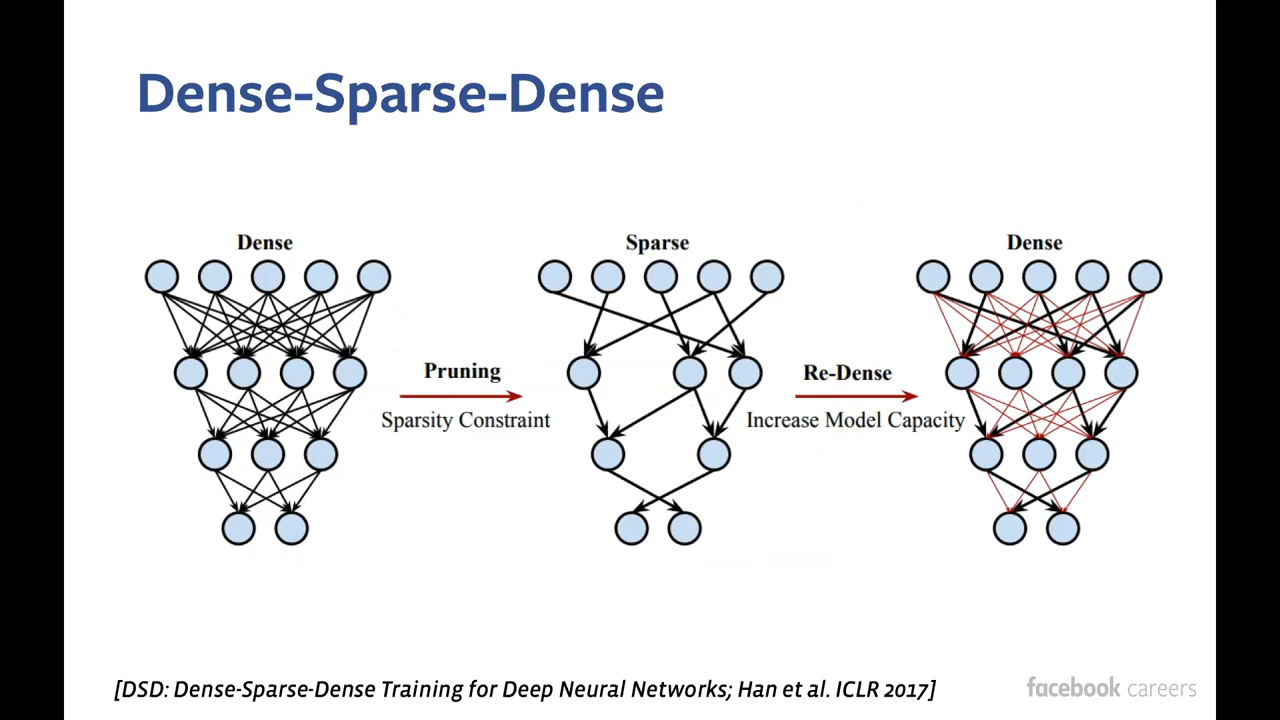 Dense-Sparse-Dense
Dense
Sparse
Dense
Pruning
Sparsity Constraint
Re-Dense
Increase Model Capacity
[DSD: Dense-Sparse-Dense Training for Deep Neural Networks; Han et al. ICLR 2017]
facebook careers